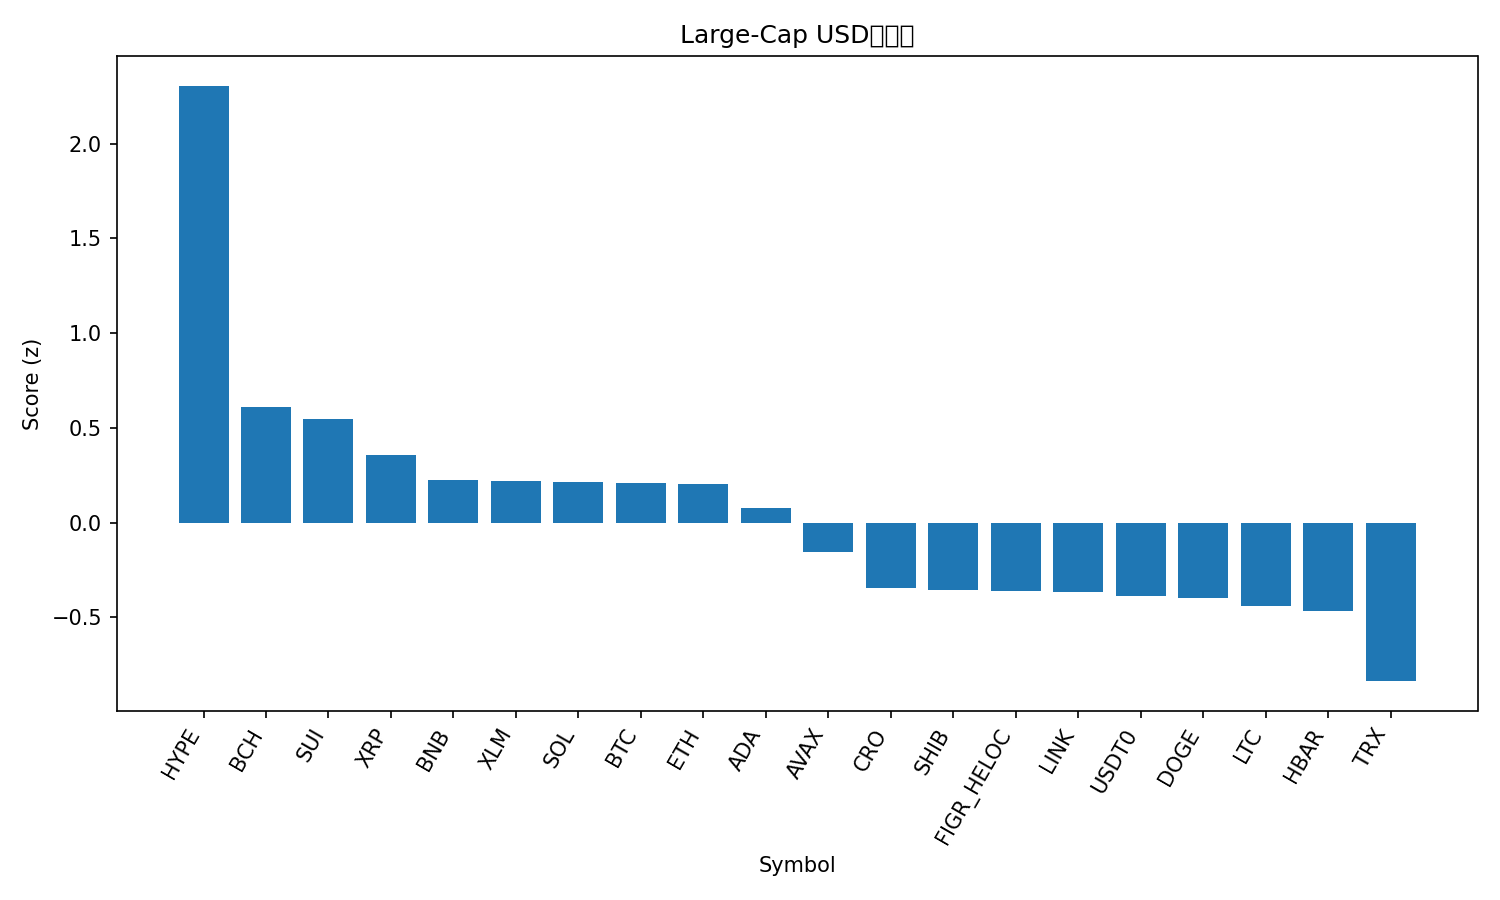 Large-Cap USD
Score (z)
2.0
1.5
1.0
0.5
0.0
−0.5
HYPE
BCH
SUI
XRP
BNB
XLM
SOL
BTC
ETH
ADA
AVAX
CRO
SHIB
FIGR_HELOC
LINK
USDT0
DOGE
LTC
HBAR
TRX
Symbol